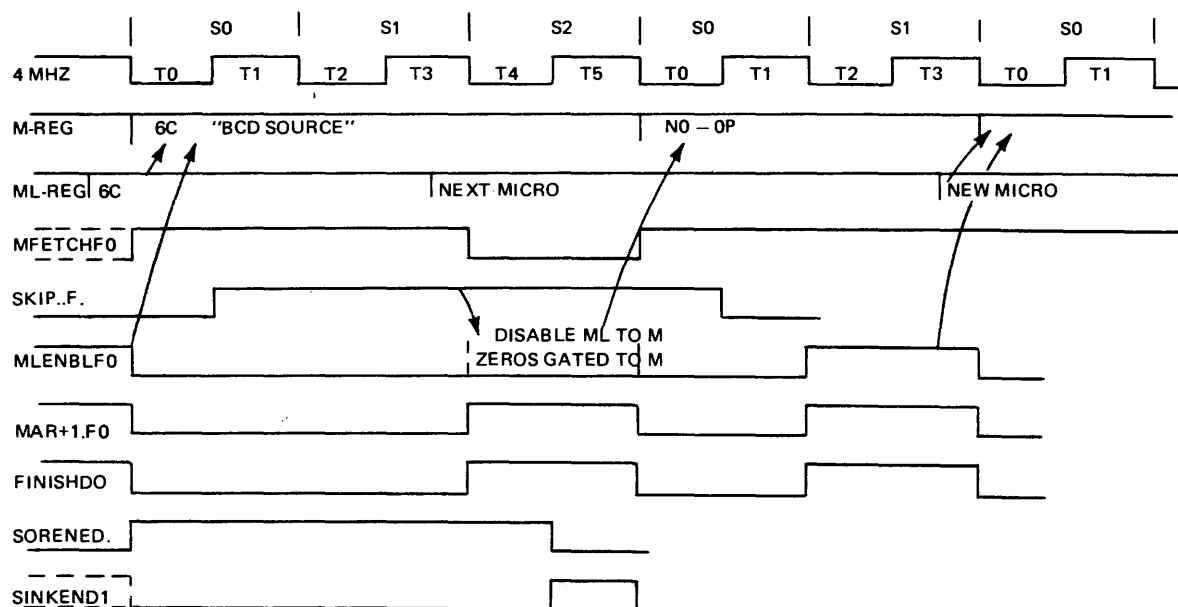 S0 S1 S2 S0 S1 S0
4 MHZ T0 T1 T2 T3 T4 T5 T0 T1 T2 T3 T0 T1
M-REG 6C "BCD SOURCE" N0 – 0P
ML-REG 6C NEXT MICRO NEW MICRO
MFETCHF0
SKIP..F.
DISABLE ML TO M
MLENBLF0 ZEROS GATED TO M
MAR+1.F0
FINISHD0
SORENED.
SINKEND1